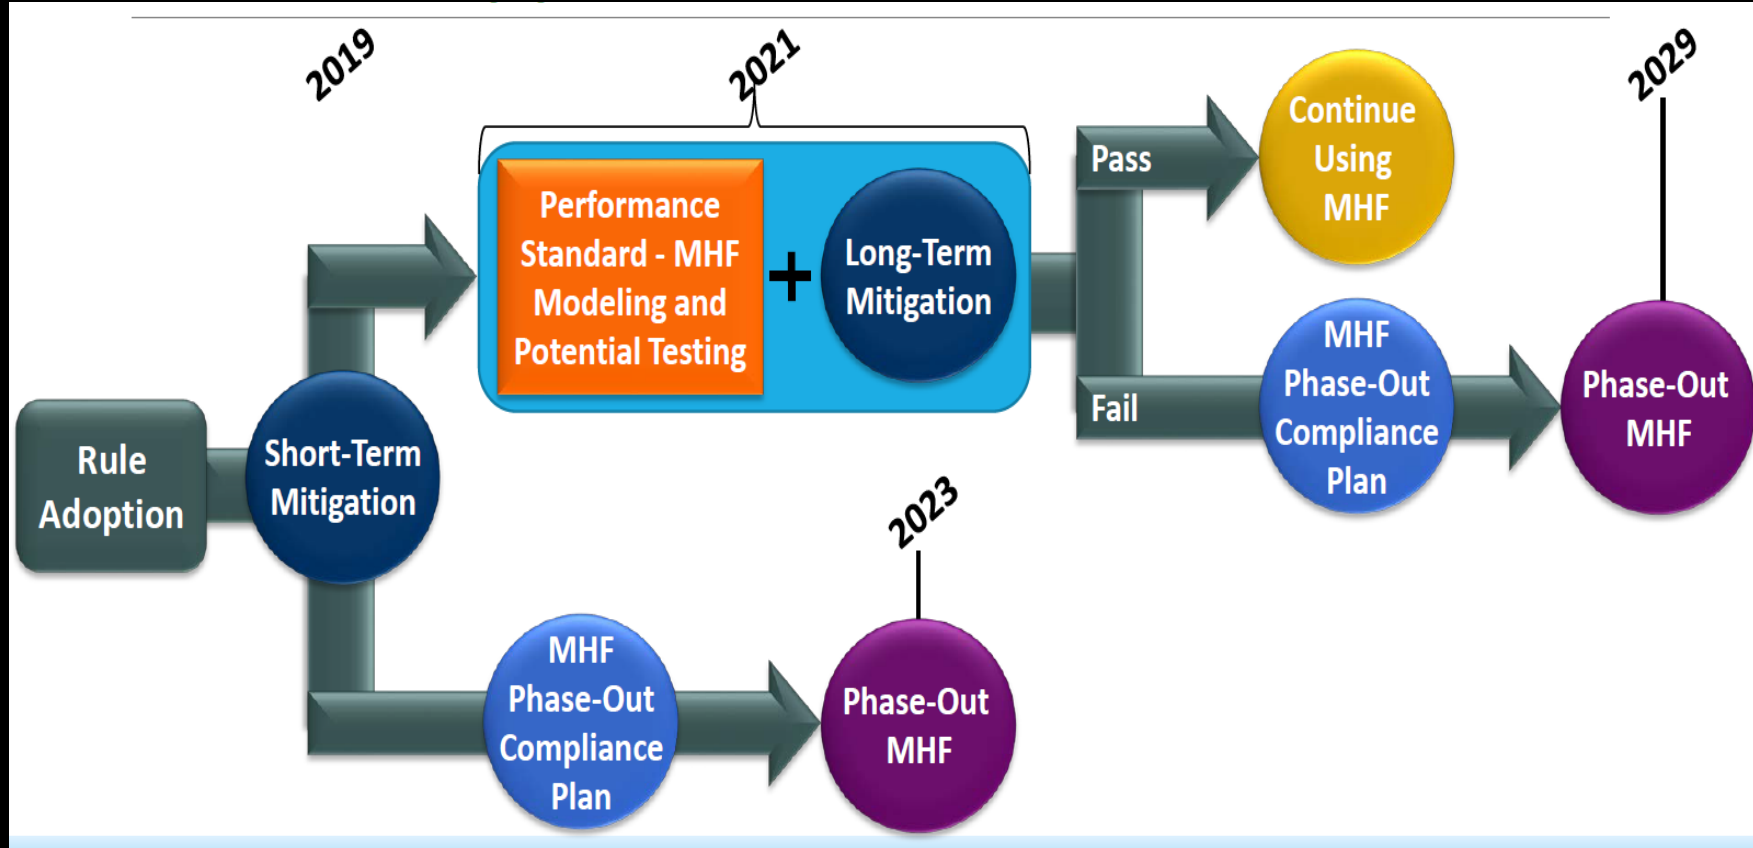 2019
2021
2029
Performance
Standard - MHF
Modeling and
Potential Testing
+
Long-Term
Mitigation
Pass
Continue
Using
MHF
Fail
MHF
Phase-Out
Compliance
Plan
Phase-Out
MHF
Rule
Adoption
Short-Term
Mitigation
2023
MHF
Phase-Out
Compliance
Plan
Phase-Out
MHF